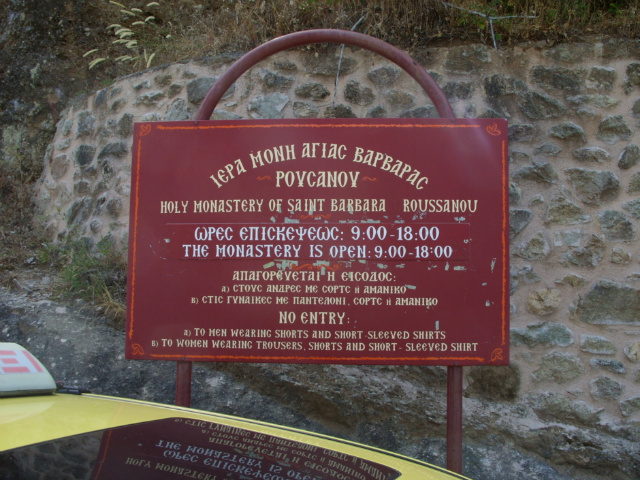 ΙΕΡΑ ΜΟΝΗ ΑΓΙΑΣ ΒΑΡΒΑΡΑΣ
~ΡΟΥΣΑΝΟΥ~
HOLY MONASTERY OF SAINT BARBARA ROUSSANOU
ΩΡΕΣ ΕΠΙΣΚΕΨΕΩΣ: 9:00-18:00
THE MONASTERY IS OPEN: 9:00-18:00
ΑΠΑΓΟΡΕΥΕΤΑΙ Η ΕΙΣΟΔΟΣ:
Α) ΣΤΟΥΣ ΑΝΔΡΕΣ ΜΕ ΣΟΡΤΣ Ή ΑΜΑΝΙΚΟ
Β) ΣΤΙΣ ΓΥΝΑΙΚΕΣ ΜΕ ΠΑΝΤΕΛΟΝΙ, ΣΟΡΤΣ Ή ΑΜΑΝΙΚΟ
NO ENTRY:
A) TO MEN WEARING SHORTS AND SHORT-SLEEVED SHIRTS
B) TO WOMEN WEARING TROUSERS, SHORTS AND SHORT-SLEEVED SHIRT